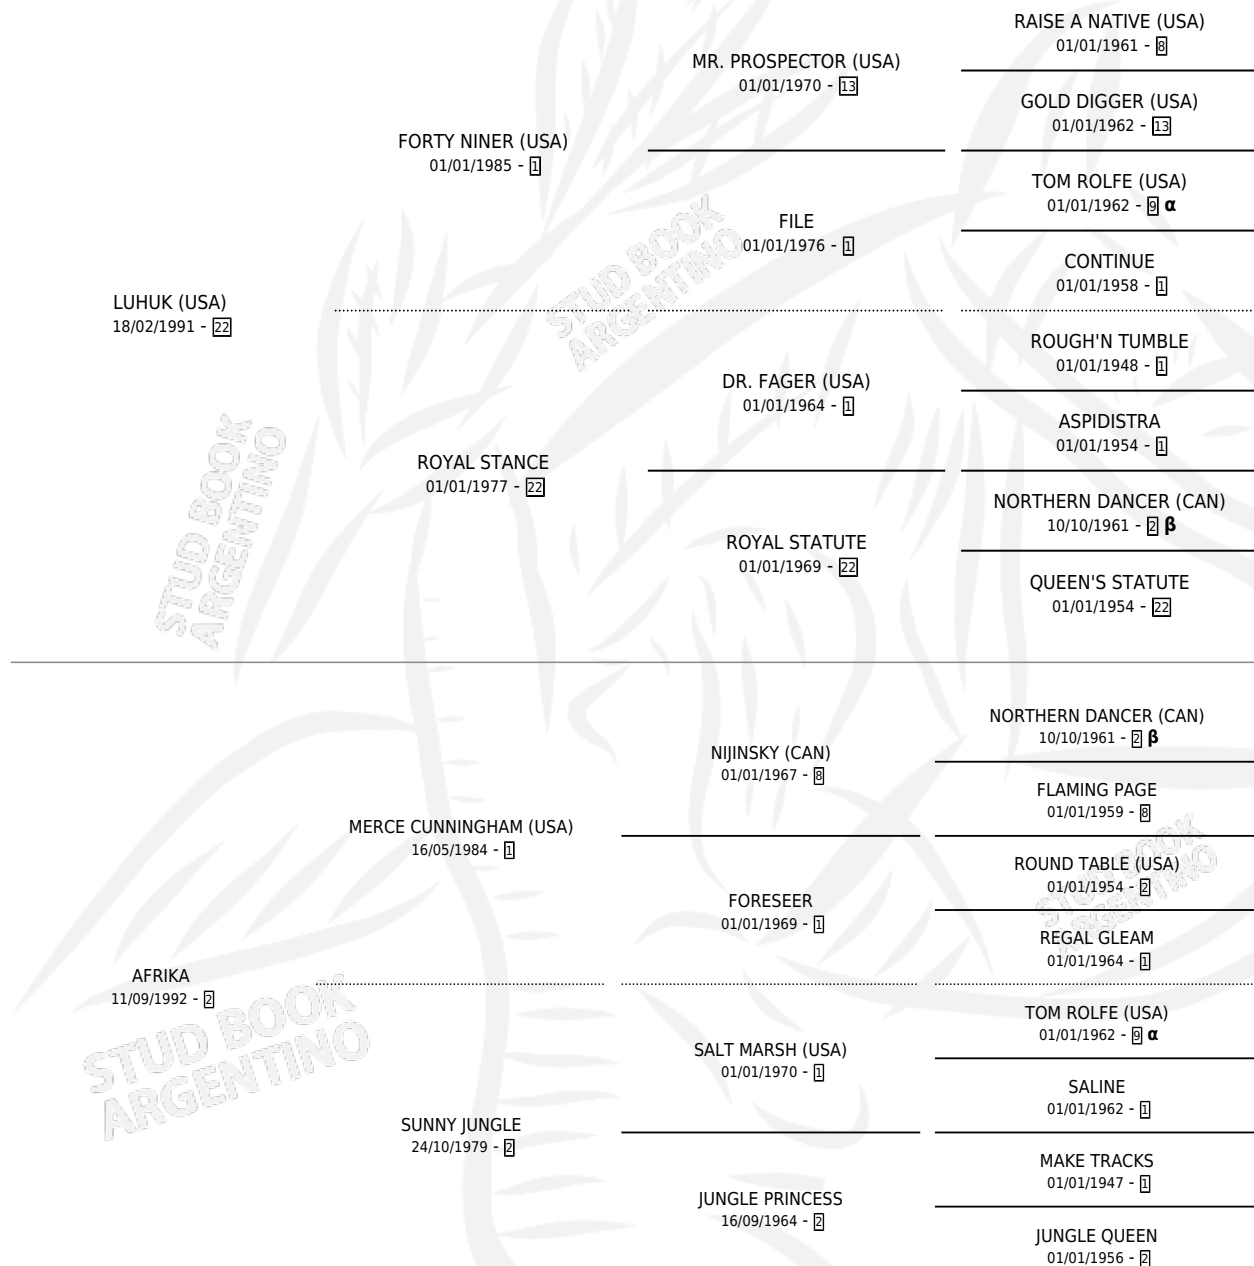 RAISE A NATIVE (USA)
01/01/1961 - 8
MR. PROSPECTOR (USA)
01/01/1970 - 13
GOLD DIGGER (USA)
01/01/1962 - 13
FORTY NINER (USA)
01/01/1985 - 1
TOM ROLFE (USA)
01/01/1962 - 9 α
FILE
01/01/1976 - 1
CONTINUE
01/01/1958 - 1
LUHUK (USA)
18/02/1991 - 22
ROUGH'N TUMBLE
01/01/1948 - 1
DR. FAGER (USA)
01/01/1964 - 1
ASPIDISTRA
01/01/1954 - 1
ROYAL STANCE
01/01/1977 - 22
NORTHERN DANCER (CAN)
10/10/1961 - 2 β
ROYAL STATUTE
01/01/1969 - 22
QUEEN'S STATUTE
01/01/1954 - 22
NORTHERN DANCER (CAN)
10/10/1961 - 2 β
NIJINSKY (CAN)
01/01/1967 - 8
FLAMING PAGE
01/01/1959 - 8
MERCE CUNNINGHAM (USA)
16/05/1984 - 1
ROUND TABLE (USA)
01/01/1954 - 2
FORESEER
01/01/1969 - 1
REGAL GLEAM
01/01/1964 - 1
AFRIKA
11/09/1992 - 2
TOM ROLFE (USA)
01/01/1962 - 9 α
SALT MARSH (USA)
01/01/1970 - 1
SALINE
01/01/1962 - 1
SUNNY JUNGLE
24/10/1979 - 2
MAKE TRACKS
01/01/1947 - 1
JUNGLE PRINCESS
16/09/1964 - 2
JUNGLE QUEEN
01/01/1956 - 2
STUD BOOK
ARGENTINO
STUD BOOK
ARGENTINO
STUD BOOK
ARGENTINO
STUD BOOK
ARGENTINO